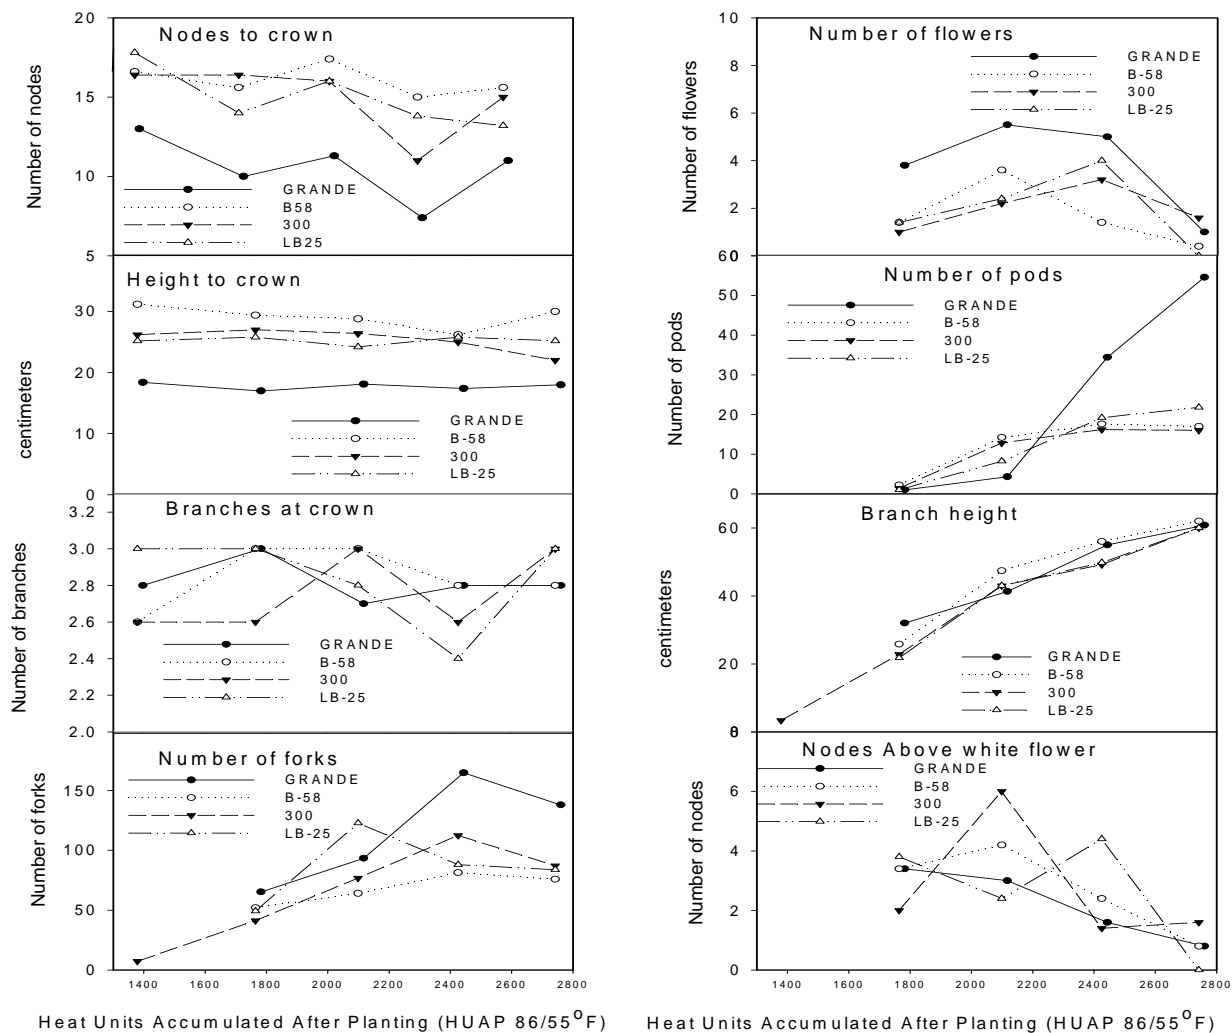 Nodes to crown
20
15
10
5
Number of nodes
GRANDE
B58
300
LB25
Height to crown
30
20
10
0
centimeters
GRANDE
B-58
300
LB-25
Branches at crown
3.2
3.0
2.8
2.6
2.4
2.2
2.0
Number of branches
GRANDE
B-58
300
LB-25
Number of forks
150
100
50
0
Number of forks
GRANDE
B-58
300
LB-25
1400 1600 1800 2000 2200 2400 2600 2800
Heat Units Accumulated After Planting (HUAP 86/55°F)
Number of flowers
10
8
6
4
2
0
Number of flowers
GRANDE
B-58
300
LB-25
Number of pods
60
50
40
30
20
10
0
Number of pods
GRANDE
B-58
300
LB-25
Branch height
60
40
20
0
centimeters
GRANDE
B-58
300
LB-25
Nodes Above white flower
8
6
4
2
0
Number of nodes
GRANDE
B-58
300
LB-25
1400 1600 1800 2000 2200 2400 2600 2800
Heat Units Accumulated After Planting (HUAP 86/55°F)